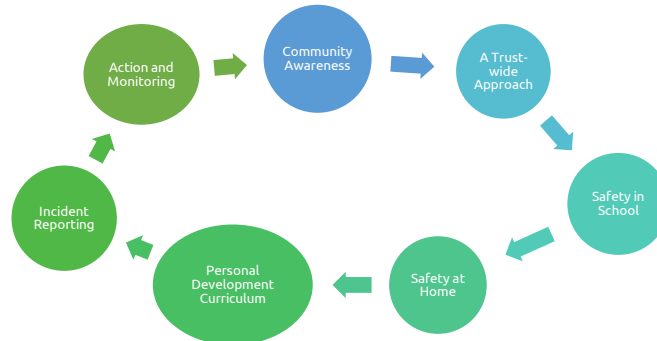 Community
Awareness
A Trust-
wide
Approach
Safety in
School
Safety at
Home
Personal
Development
Curriculum
Incident
Reporting
Action and
Monitoring